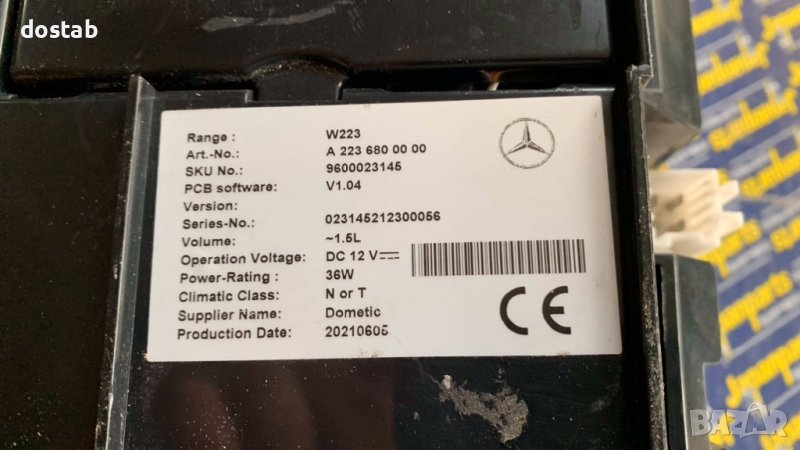 dostab
Range : W223
Art.-No.: A 223 680 00 00
SKU No.: 9600023145
PCB software: V1.04
Version:
Series-No.: 023145212300056
Volume: ~1.5L
Operation Voltage: DC 12 V
Power-Rating : 36W
Climatic Class: N or T
Supplier Name: Dometic
Production Date: 20210605
CE
BAZAR